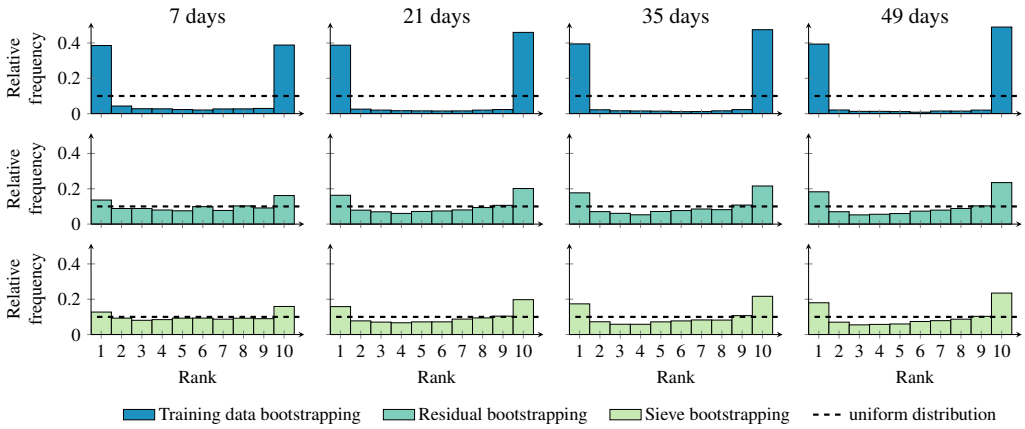 7 days 21 days 35 days 49 days
Relative
frequency
0.4
0.2
0
Relative
frequency
0.4
0.2
0
Relative
frequency
0.4
0.2
0
1 2 3 4 5 6 7 8 9 10 1 2 3 4 5 6 7 8 9 10 1 2 3 4 5 6 7 8 9 10 1 2 3 4 5 6 7 8 9 10
Rank Rank Rank Rank
Training data bootstrapping Residual bootstrapping Sieve bootstrapping uniform distribution